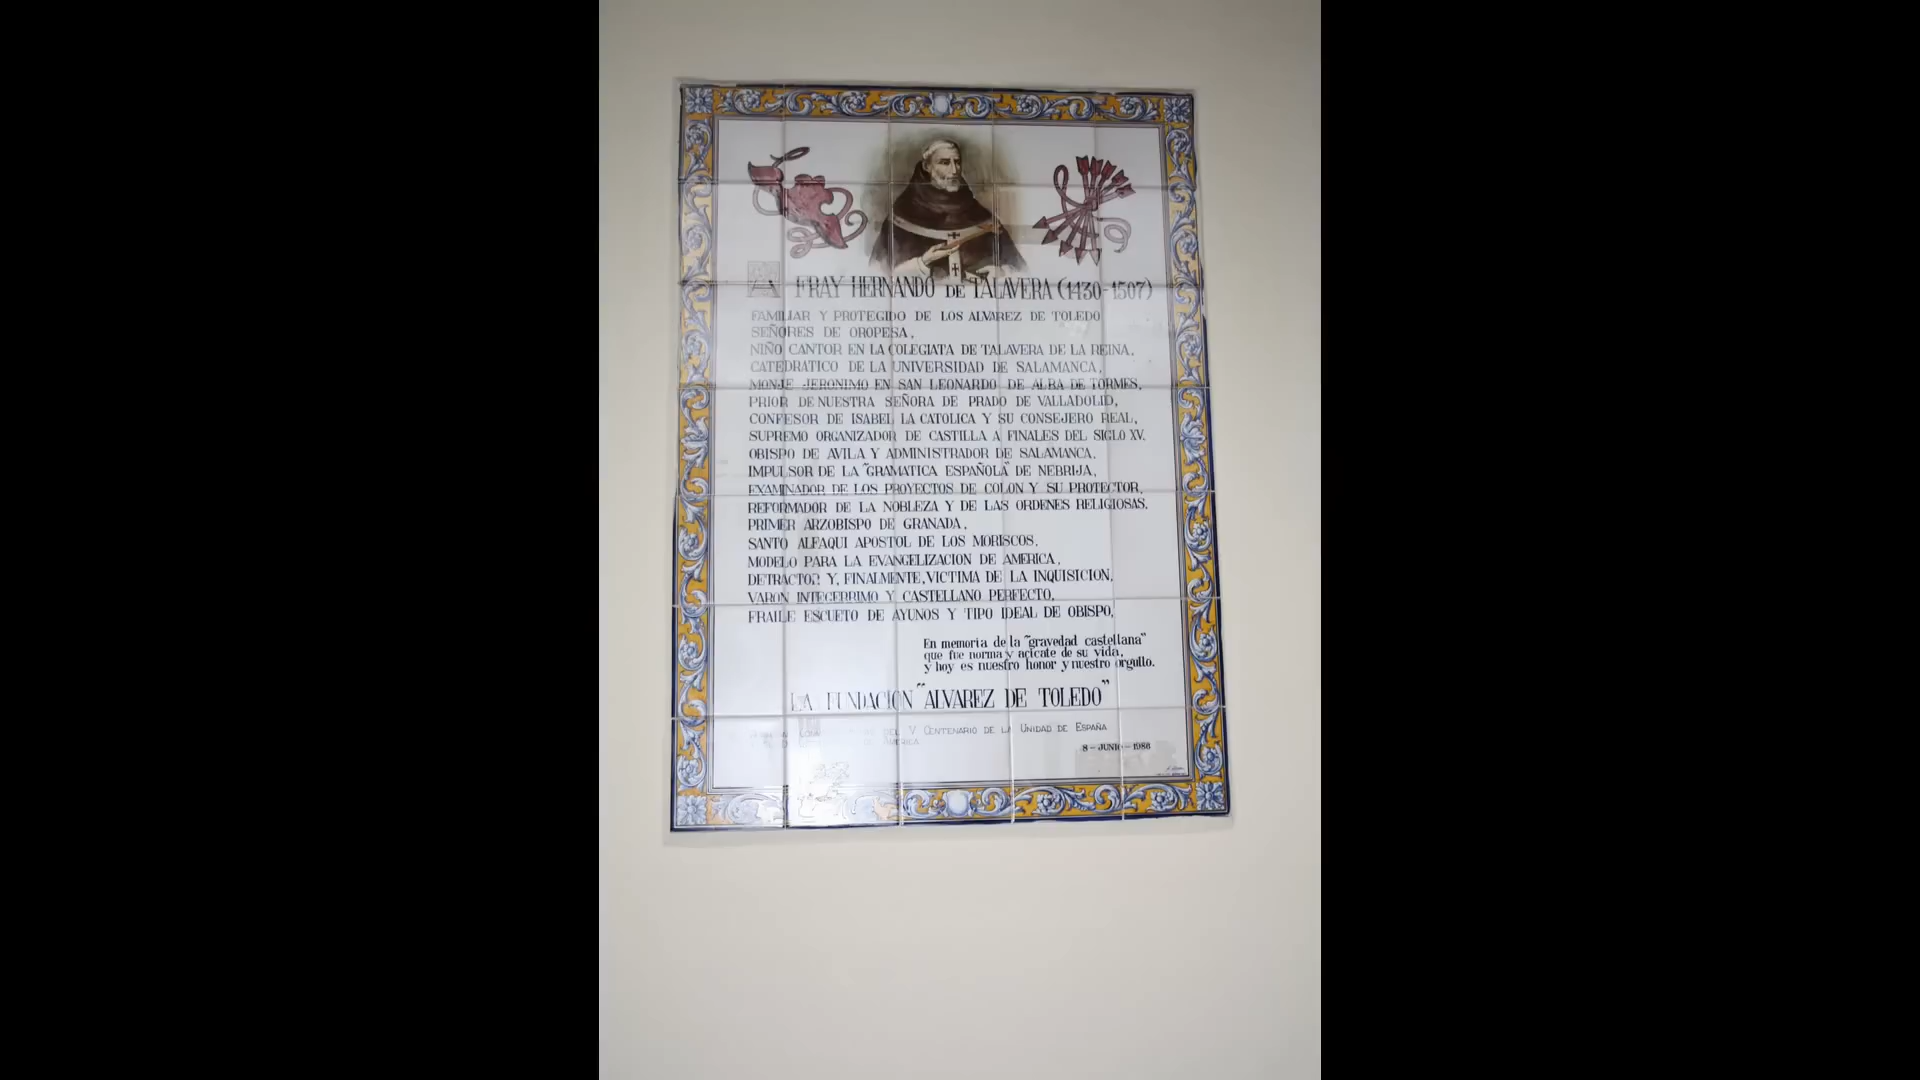 A FRAY HERNANDO DE TALAVERA (1430-1507)
FAMILIAR Y PROTEGIDO DE LOS ALVAREZ DE TOLEDO
SEÑORES DE OROPESA,
NIÑO CANTOR EN LA COLEGIATA DE TALAVERA DE LA REINA,
CATEDRATICO DE LA UNIVERSIDAD DE SALAMANCA,
MONJE JERONIMO EN SAN LEONARDO DE ALBA DE TORMES,
PRIOR DE NUESTRA SEÑORA DE PRADO DE VALLADOLID,
CONFESOR DE ISABEL LA CATOLICA Y SU CONSEJERO REAL,
SUPREMO ORGANIZADOR DE CASTILLA A FINALES DEL SIGLO XV,
OBISPO DE AVILA Y ADMINISTRADOR DE SALAMANCA,
IMPULSOR DE LA "GRAMATICA ESPAÑOLA" DE NEBRIJA,
EXAMINADOR DE LOS PROYECTOS DE COLON Y SU PROTECTOR,
REFORMADOR DE LA NOBLEZA Y DE LAS ORDENES RELIGIOSAS,
PRIMER ARZOBISPO DE GRANADA,
SANTO ALFAQUI APOSTOL DE LOS MORISCOS,
MODELO PARA LA EVANGELIZACION DE AMERICA,
DETRACTOR Y, FINALMENTE, VICTIMA DE LA INQUISICION,
VARON INTEGERRIMO Y CASTELLANO PERFECTO,
FRAILE ESCUETO DE AYUNOS Y TIPO IDEAL DE OBISPO,
En memoria de la "gravedad castellana"
que fue norma y acicate de su vida,
y hoy es nuestro honor y nuestro orgullo.
LA FUNDACION "ALVAREZ DE TOLEDO"
DEL V CENTENARIO DE LA UNIDAD DE ESPAÑA
DE AMERICA
8-JUNIO-1986